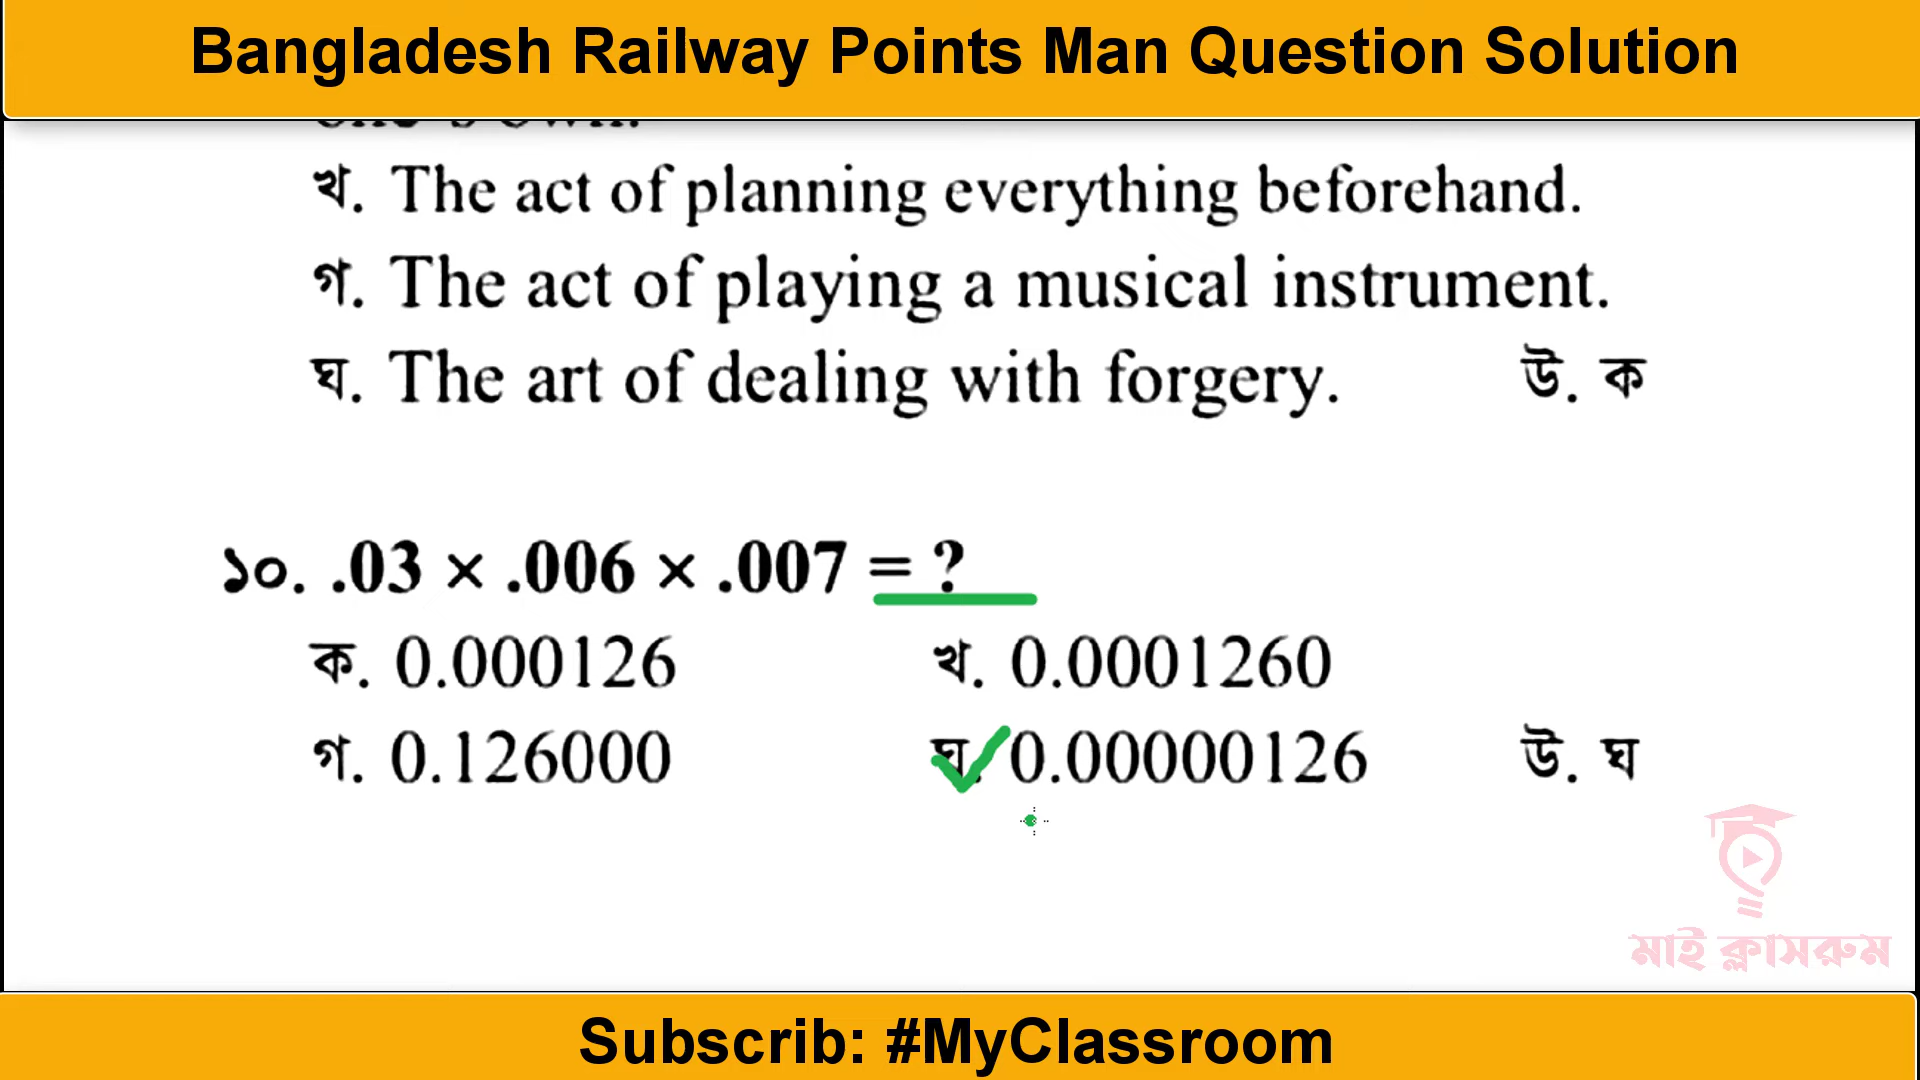 Bangladesh Railway Points Man Question Solution
one's own.
খ. The act of planning everything beforehand.
গ. The act of playing a musical instrument.
ঘ. The art of dealing with forgery. উ. ক
১০. .03 × .006 × .007 = ?
ক. 0.000126 খ. 0.0001260
গ. 0.126000 ঘ. 0.00000126 উ. ঘ
মাই ক্লাসরুম
Subscrib: #MyClassroom